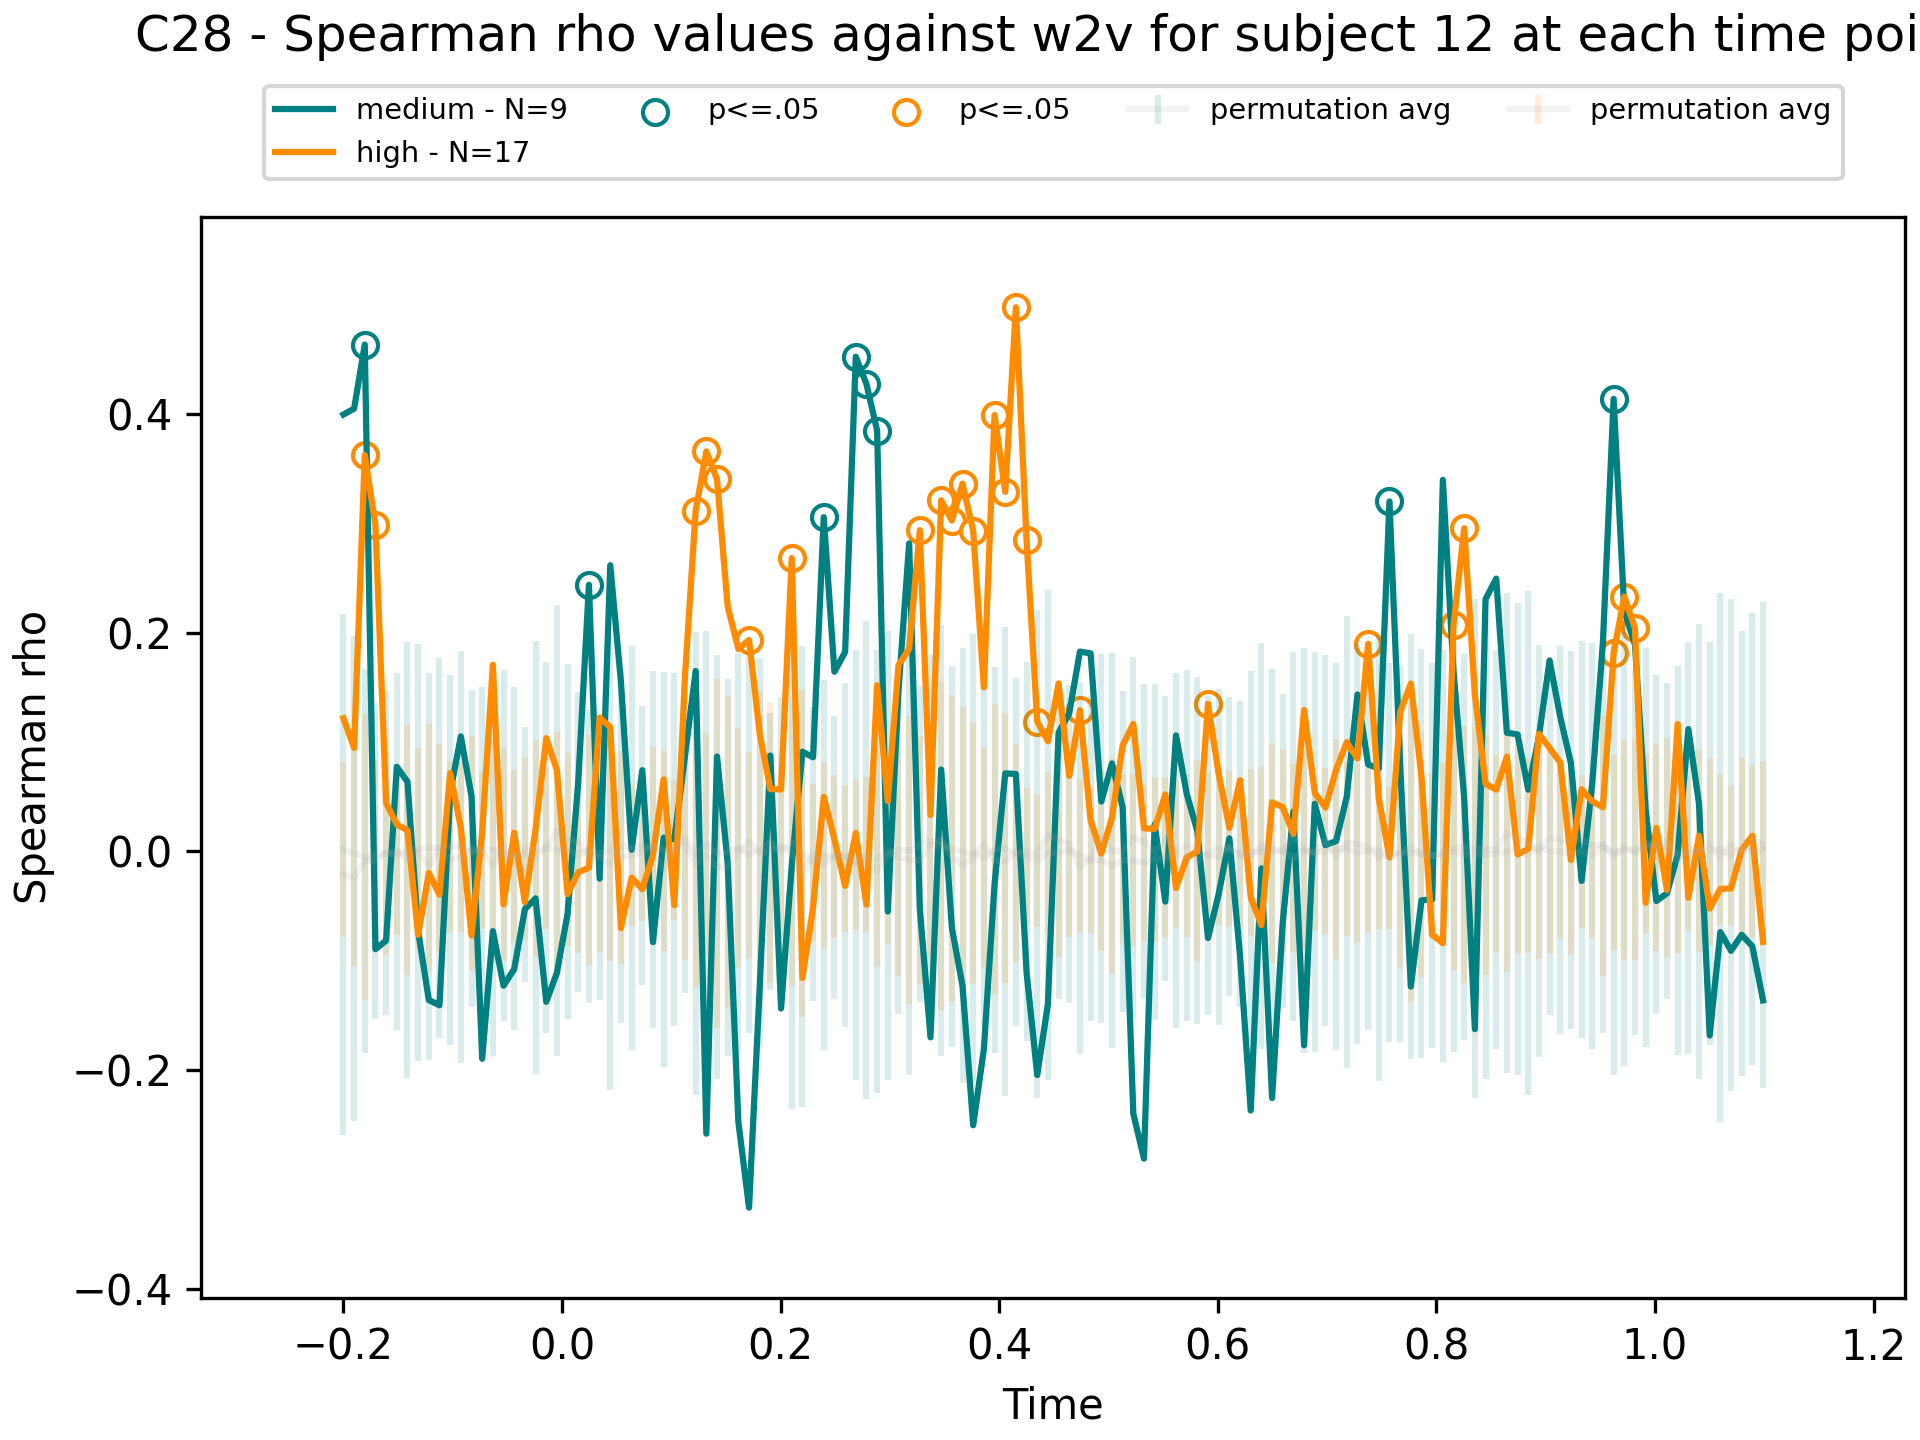 C28 - Spearman rho values against w2v for subject 12 at each time poi
medium - N=9
high - N=17
p<=.05
p<=.05
permutation avg
permutation avg
Spearman rho
0.4
0.2
0.0
−0.2
−0.4
−0.2 0.0 0.2 0.4 0.6 0.8 1.0 1.2
Time